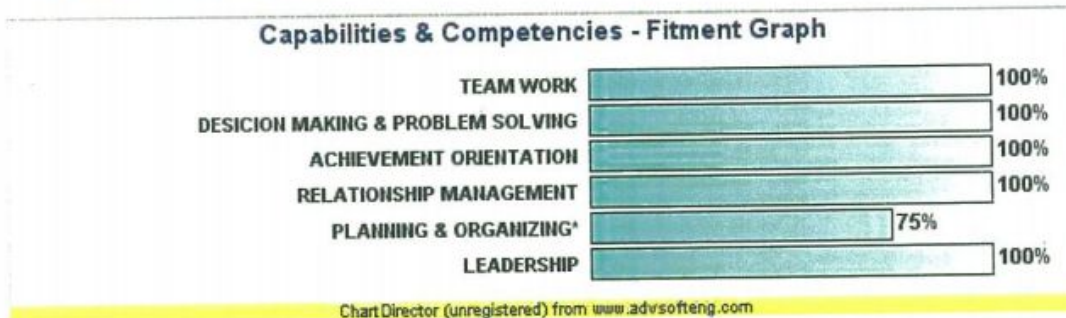 Capabilities & Competencies - Fitment Graph
TEAM WORK 100%
DESICION MAKING & PROBLEM SOLVING 100%
ACHIEVEMENT ORIENTATION 100%
RELATIONSHIP MANAGEMENT 100%
PLANNING & ORGANIZING* 75%
LEADERSHIP 100%
Chart Director (unregistered) from www.advsofteng.com